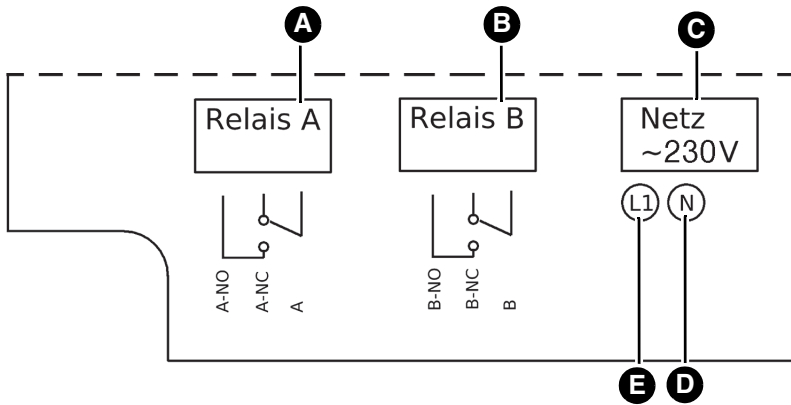 A
B
C
Relais A
Relais B
Netz
~230V
L1
N
A-NO
A-NC
A
B-NO
B-NC
B
E
D